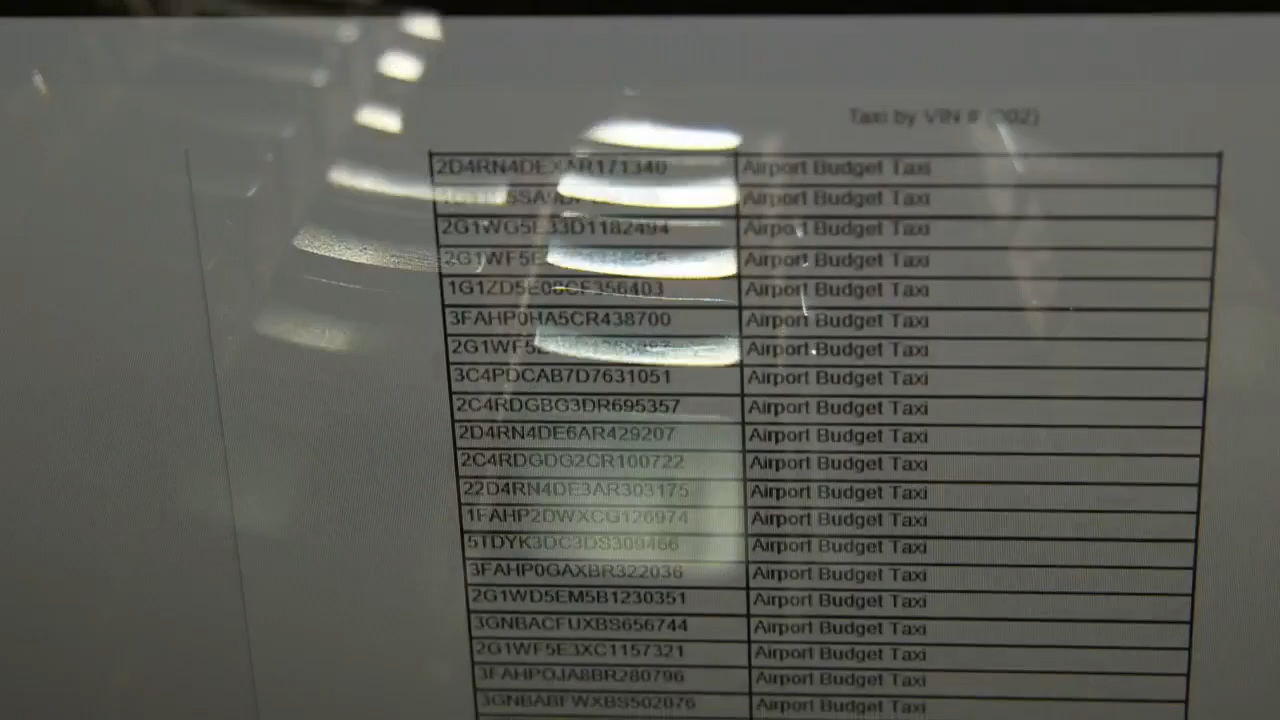 Taxi by VIN #
2D4RN4DEXAR171340 Airport Budget Taxi
Airport Budget Taxi
2G1WG5E33D1182494 Airport Budget Taxi
Airport Budget Taxi
1G1ZD5E08CF356403 Airport Budget Taxi
3FAHP0HA5CR438700 Airport Budget Taxi
Airport Budget Taxi
3C4PDCAB7D7631051 Airport Budget Taxi
2C4RDGBG3DR695357 Airport Budget Taxi
2D4RN4DE6AR429207 Airport Budget Taxi
2C4RDGDG2CR100722 Airport Budget Taxi
22D4RN4DE3AR303175 Airport Budget Taxi
1FAHP2DWXCG126974 Airport Budget Taxi
5TDYK3DC3DS309466 Airport Budget Taxi
3FAHP0GAXBR322036 Airport Budget Taxi
2G1WD5EM5B1230351 Airport Budget Taxi
3GNBACFUXBS656744 Airport Budget Taxi
2G1WF5E3XC1157321 Airport Budget Taxi
3FAHPOJA8BR280796 Airport Budget Taxi
3GNBABFWXBS502076 Airport Budget Taxi